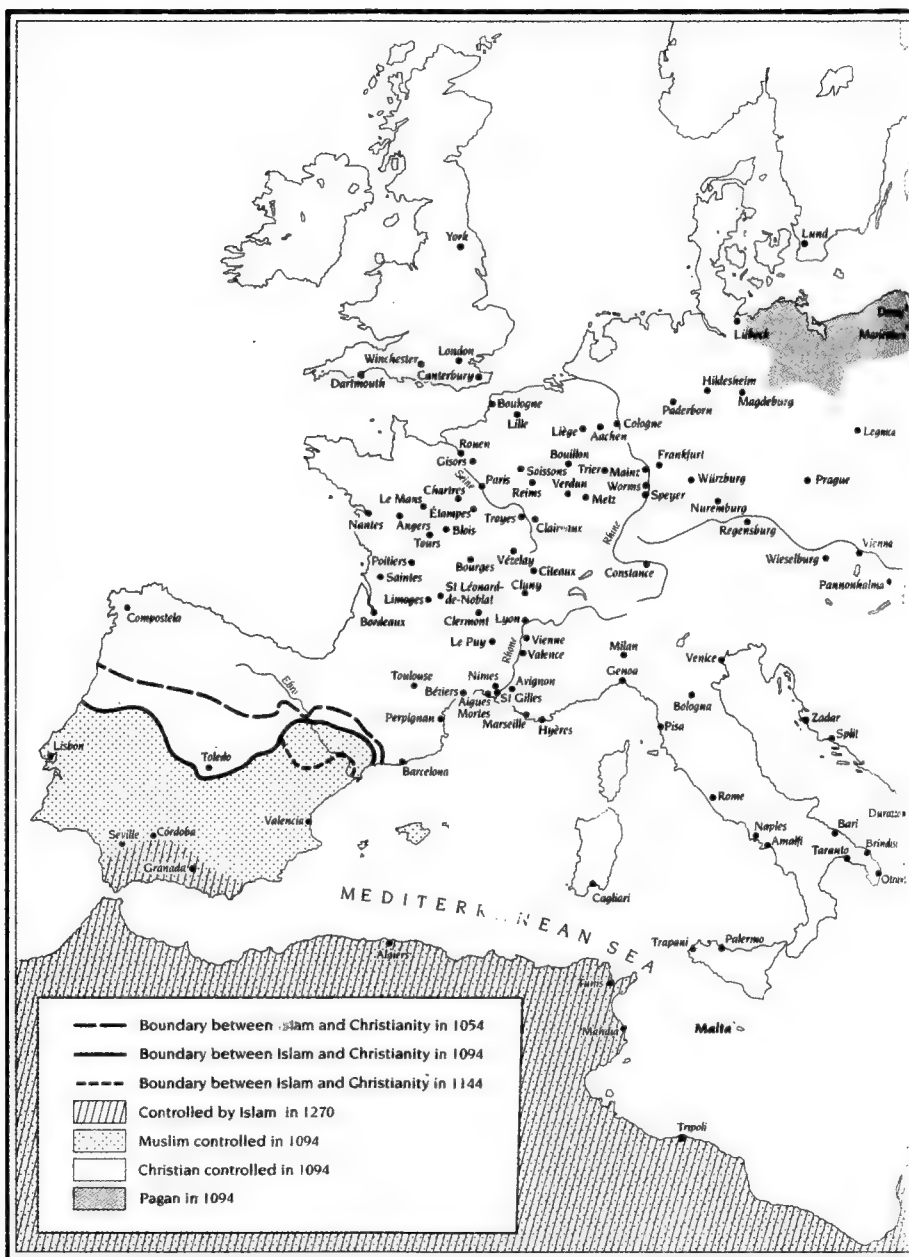 York
Lund
Lübeck
London
Winchester
Canterbury
Dartmouth
Hildesheim
Magdeburg
Paderborn
Boulogne
Lille
Liège
Aachen
Cologne
Legnica
Rouen
Gisors
Bouillon
Soissons
Trier
Mainz
Frankfurt
Paris
Seine
Reims
Verdun
Metz
Worms
Speyer
Würzburg
Prague
Chartres
Le Mans
Étampes
Nuremburg
Nantes
Angers
Blois
Troyes
Clairvaux
Rhine
Regensburg
Tours
Vienna
Poitiers
Bourges
Vézelay
Wieselburg
Saintes
Cîteaux
Constance
Pannonhalma
Cluny
Limoges
St Léonard-
de-Noblat
Compostela
Bordeaux
Clermont
Lyon
Le Puy
Vienne
Rhone
Valence
Milan
Venice
Genoa
Ebro
Toulouse
Nimes
Avignon
Béziers
St Gilles
Aigues
Mortes
Bologna
Perpignan
Marseille
Hyères
Pisa
Zadar
Split
Lisbon
Toledo
Barcelona
Rome
Valencia
Durazzo
Seville
Córdoba
Naples
Bari
Amalfi
Brindisi
Taranto
Granada
Cagliari
MEDITERRANEAN SEA
Trapani
Palermo
Algiers
Tunis
Mahdia
Malta
Tripoli
Boundary between Islam and Christianity in 1054
Boundary between Islam and Christianity in 1094
Boundary between Islam and Christianity in 1144
Controlled by Islam in 1270
Muslim controlled in 1094
Christian controlled in 1094
Pagan in 1094